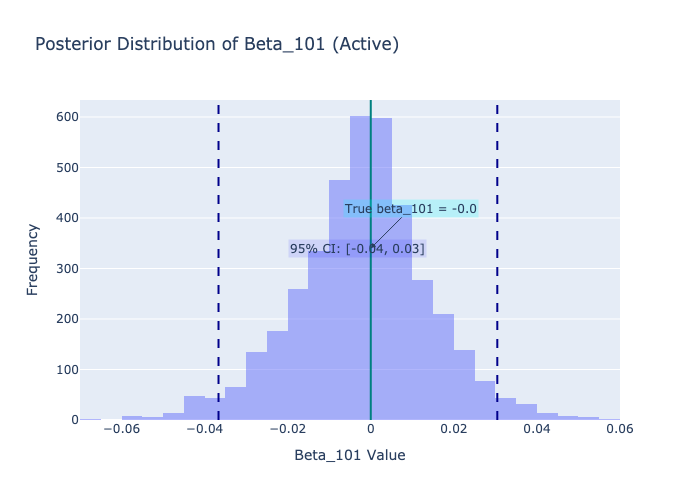 Posterior Distribution of Beta_101 (Active)
600
500
400
300
200
100
0
Frequency
True beta_101 = -0.0
95% CI: [-0.04, 0.03]
−0.06
−0.04
−0.02
0
0.02
0.04
0.06
Beta_101 Value